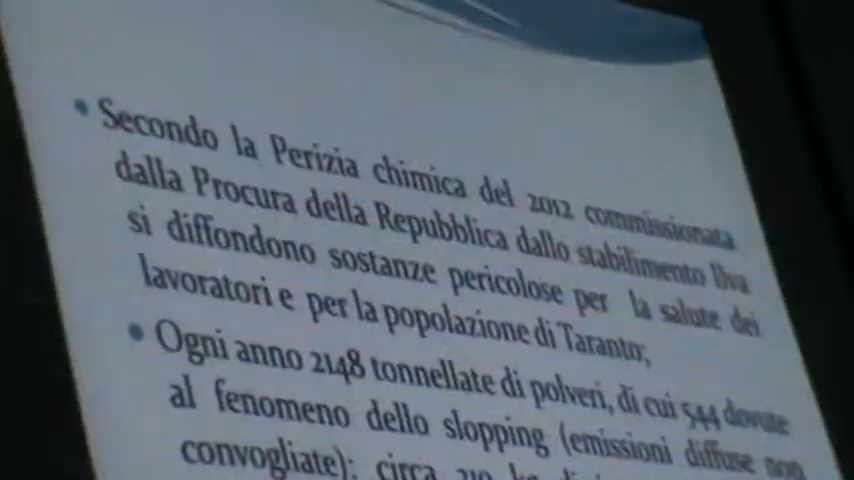 • Secondo la Perizia chimica del 2012 commissionata
dalla Procura della Repubblica dallo stabilimento Ilva
si diffondono sostanze pericolose per la salute dei
lavoratori e per la popolazione di Taranto;
• Ogni anno 2148 tonnellate di polveri, di cui 544 dovute
al fenomeno dello slopping (emissioni diffuse non
convogliate); circa